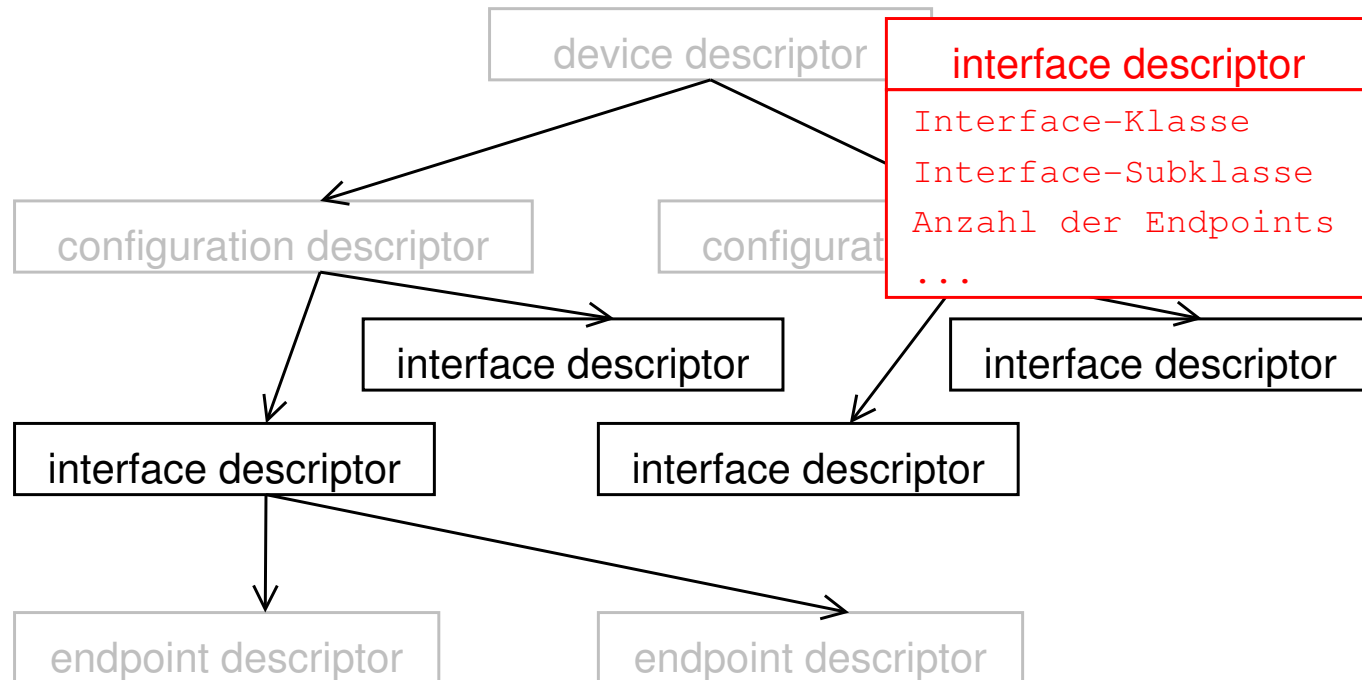 device descriptor
interface descriptor
Interface-Klasse
Interface-Subklasse
Anzahl der Endpoints
...
configuration descriptor
configurat
interface descriptor
interface descriptor
interface descriptor
interface descriptor
endpoint descriptor
endpoint descriptor